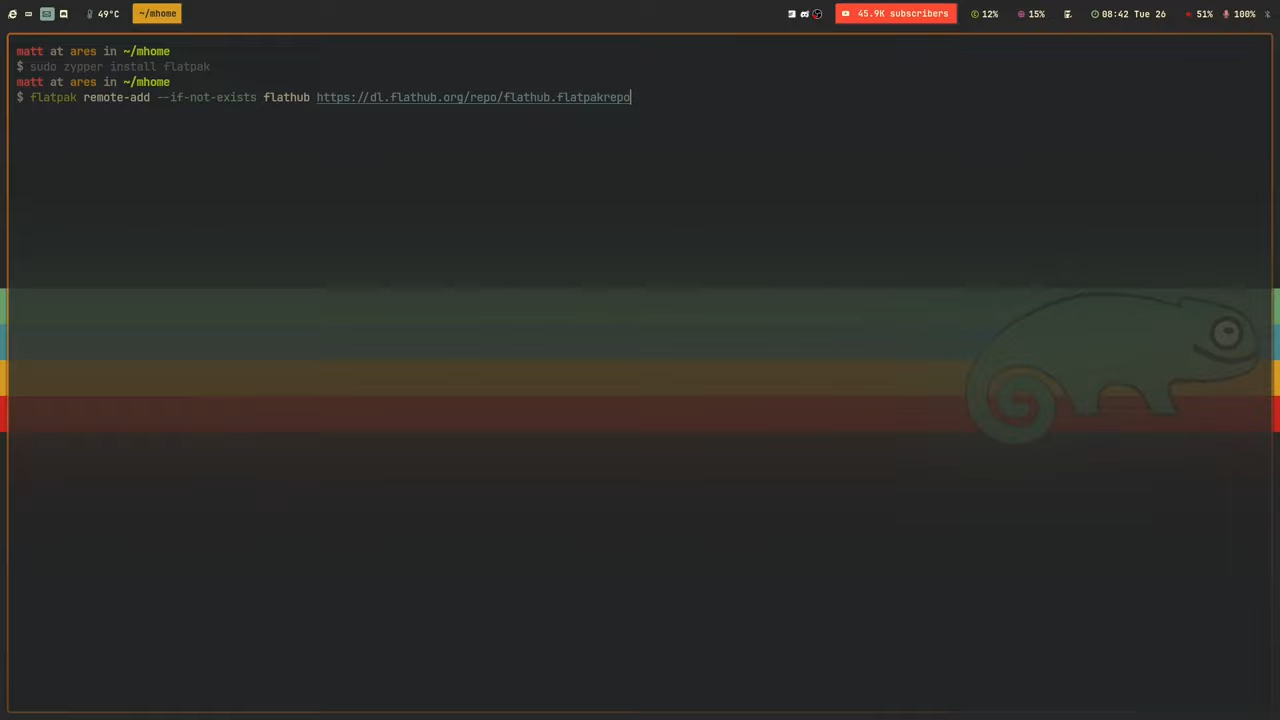 49°C ~/mhome 45.9K subscribers 12% 15% 08:42 Tue 26 51% 100%
matt at ares in ~/mhome
$ sudo zypper install flatpak
matt at ares in ~/mhome
$ flatpak remote-add --if-not-exists flathub https://dl.flathub.org/repo/flathub.flatpakrepo